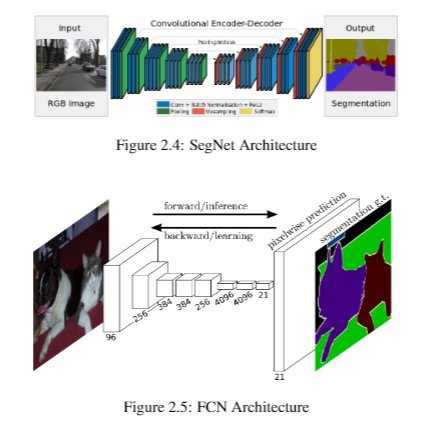 Input
Convolutional Encoder-Decoder
Output
Pooling Indices
RGB Image
Segmentation
Conv + Batch Normalisation + ReLU
Pooling Upsampling Softmax
Figure 2.4: SegNet Architecture
forward/inference
backward/learning
pixelwise prediction
segmentation g.t.
96
256
384
384
256
4096
4096
21
21
Figure 2.5: FCN Architecture